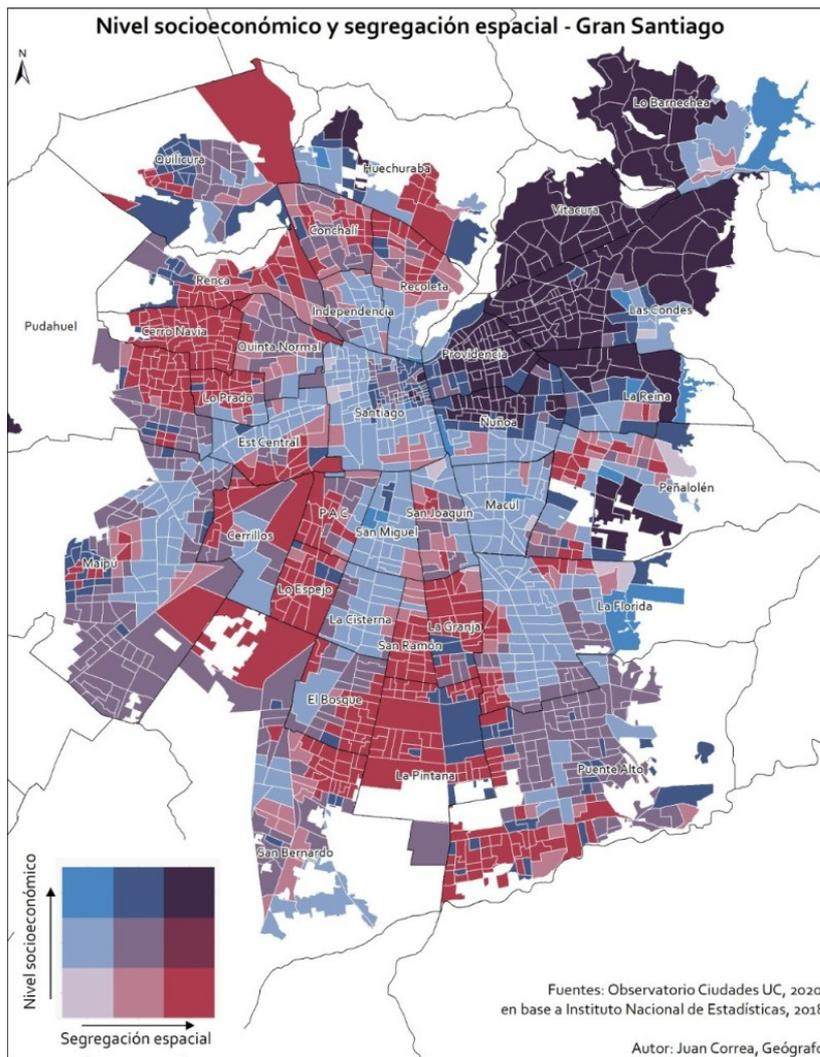 Nivel socioeconómico y segregación espacial - Gran Santiago
N
Lo Barnechea
Quilicura
Huechuraba
Vitacura
Conchalí
Renca
Recoleta
Independencia
Las Condes
Pudahuel
Cerro Navia
Quinta Normal
Providencia
Lo Prado
La Reina
Santiago
Ñuñoa
Est Central
Peñalolén
Macul
P A C
San Joaquín
San Miguel
Cerrillos
Maipú
Lo Espejo
La Florida
La Cisterna
La Granja
San Ramón
El Bosque
La Pintana
Puente Alto
San Bernardo
Nivel socioeconómico
Segregación espacial
Fuentes: Observatorio Ciudades UC, 2020
en base a Instituto Nacional de Estadísticas, 2018
Autor: Juan Correa, Geógrafo